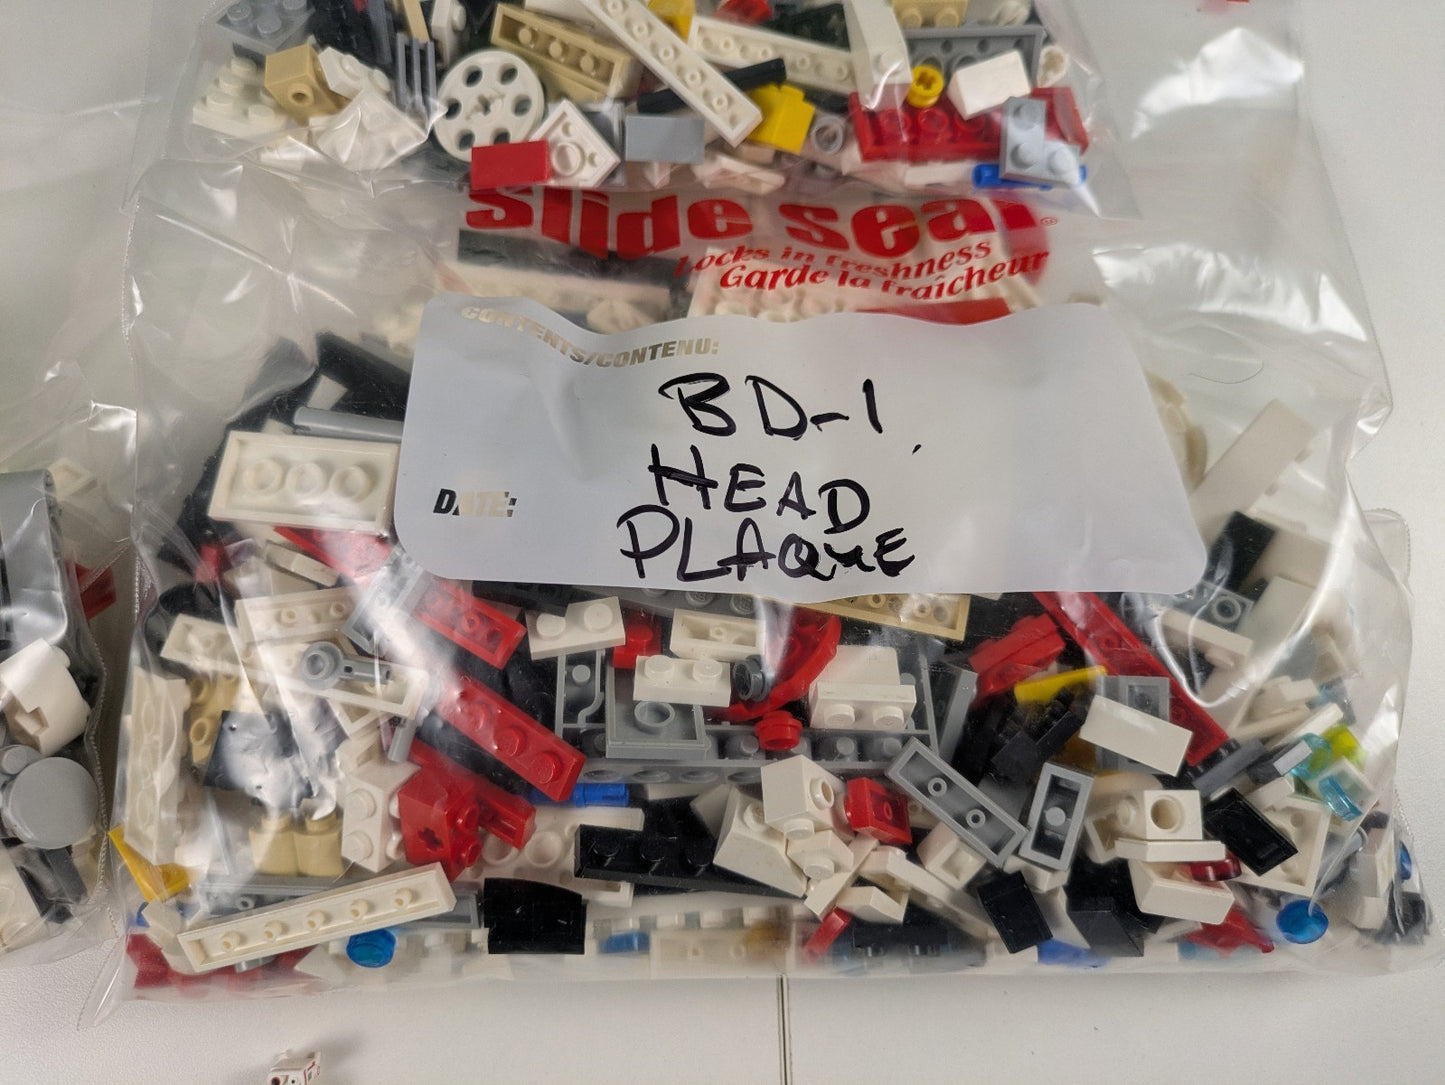 Slide seal
Locks in freshness
Garde la fraîcheur
CONTENTS/CONTENU:
BD-1
HEAD
DATE:
PLAQUE